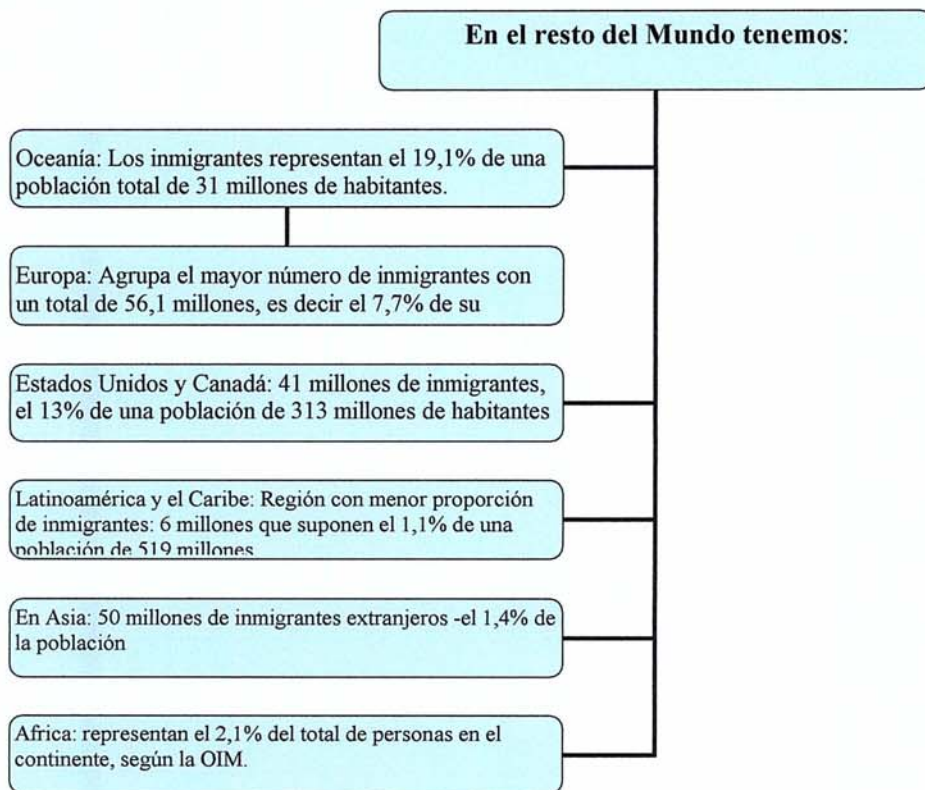 En el resto del Mundo tenemos:
Oceanía: Los inmigrantes representan el 19,1% de una
población total de 31 millones de habitantes.
Europa: Agrupa el mayor número de inmigrantes con
un total de 56,1 millones, es decir el 7,7% de su
Estados Unidos y Canadá: 41 millones de inmigrantes,
el 13% de una población de 313 millones de habitantes
Latinoamérica y el Caribe: Región con menor proporción
de inmigrantes: 6 millones que suponen el 1,1% de una
población de 519 millones
En Asia: 50 millones de inmigrantes extranjeros -el 1,4% de
la población
Africa: representan el 2,1% del total de personas en el
continente, según la OIM.